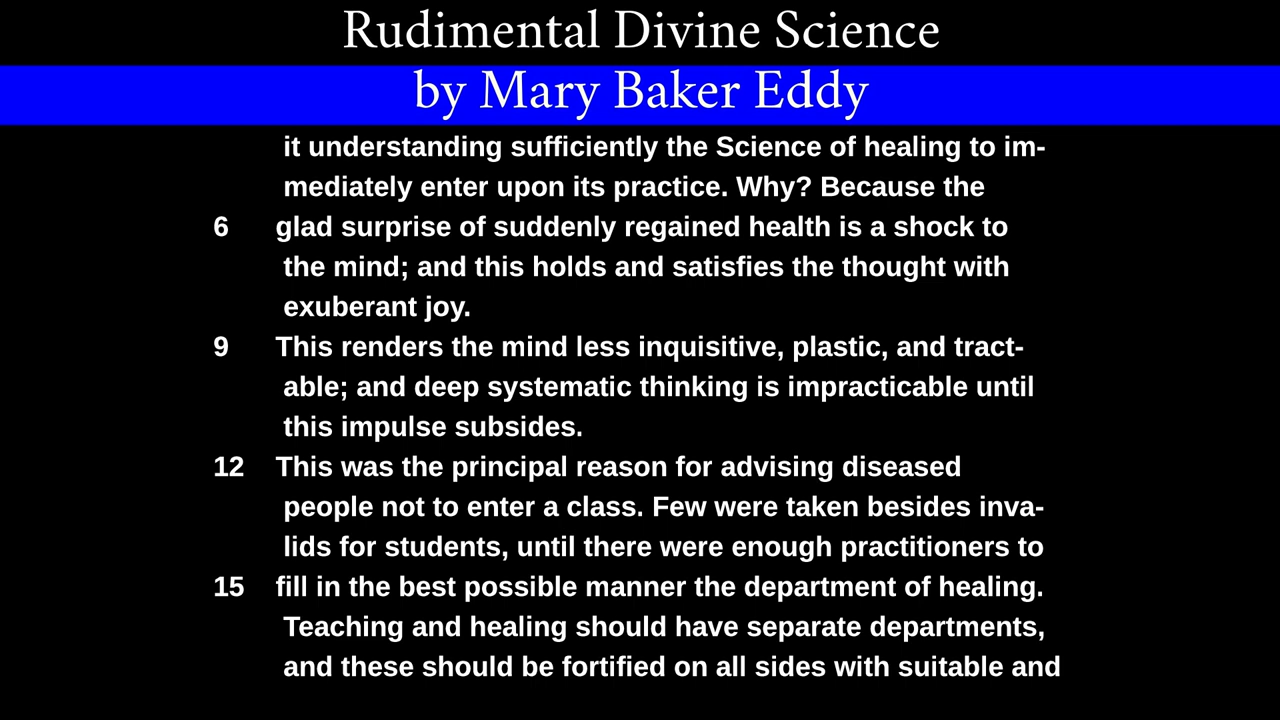 Rudimental Divine Science
by Mary Baker Eddy
it understanding sufficiently the Science of healing to im-
mediately enter upon its practice. Why? Because the
6 glad surprise of suddenly regained health is a shock to
the mind; and this holds and satisfies the thought with
exuberant joy.
9 This renders the mind less inquisitive, plastic, and tract-
able; and deep systematic thinking is impracticable until
this impulse subsides.
12 This was the principal reason for advising diseased
people not to enter a class. Few were taken besides inva-
lids for students, until there were enough practitioners to
15 fill in the best possible manner the department of healing.
Teaching and healing should have separate departments,
and these should be fortified on all sides with suitable and